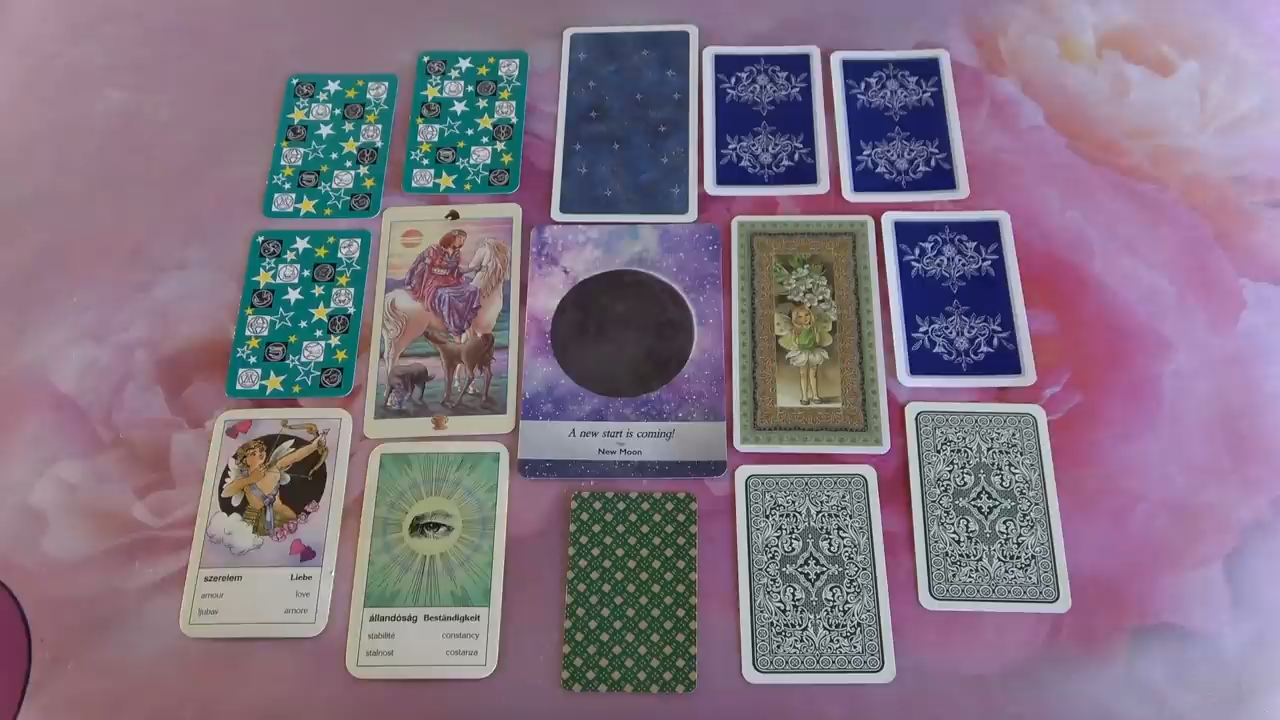 A new start is coming!
New Moon
szerelem Liebe
amour love
ljubav amore
állandóság Beständigkeit
stabilité constancy
stalnost costanza